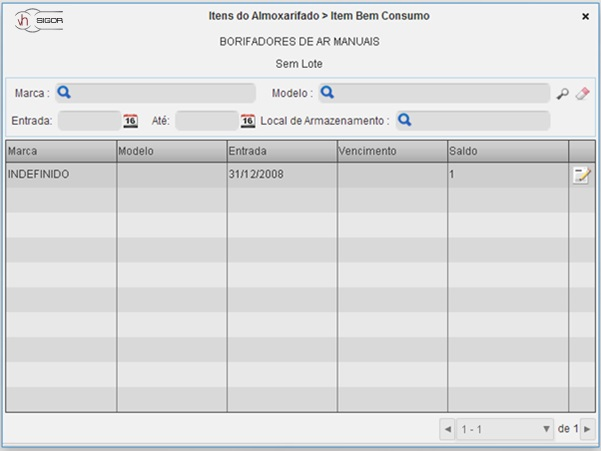 vh SIGOR
Itens do Almoxarifado > Item Bem Consumo
x
BORIFADORES DE AR MANUAIS
Sem Lote
Marca : Modelo :
Entrada: 16 Até: 16 Local de Armazenamento :
Marca Modelo Entrada Vencimento Saldo
INDEFINIDO 31/12/2008 1
1 - 1 de 1